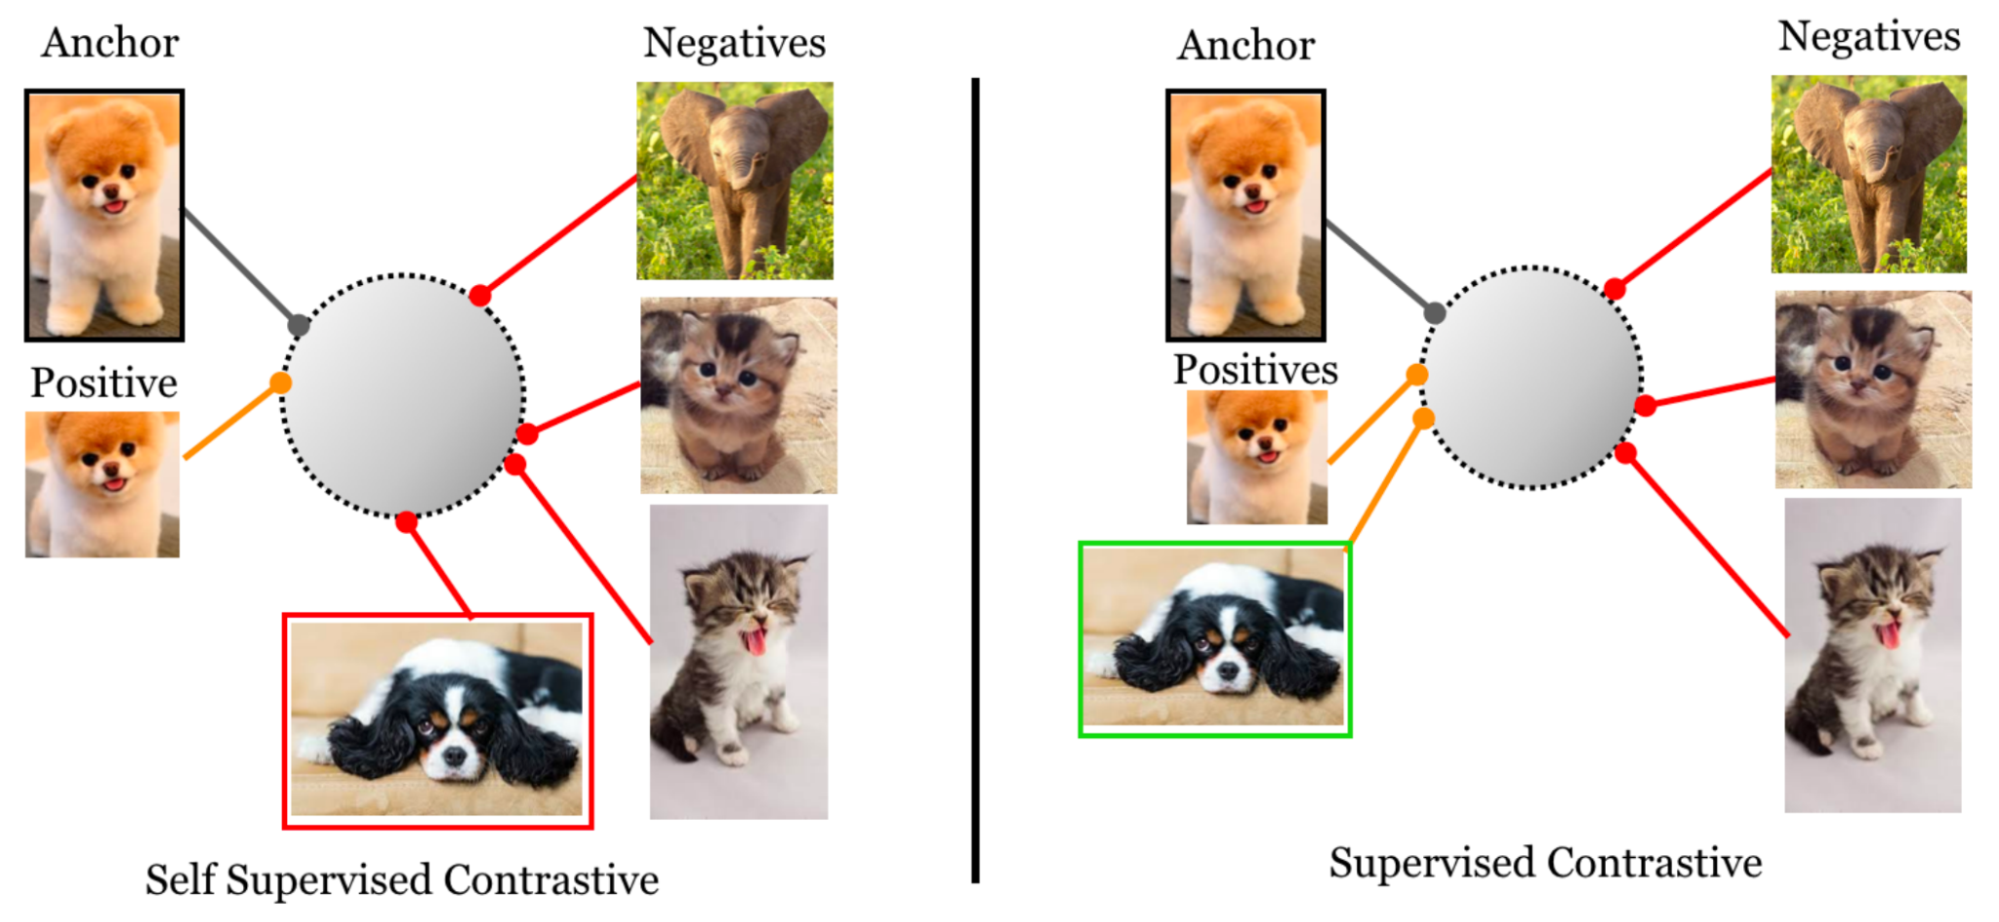 Anchor
Negatives
Positive
Self Supervised Contrastive
Anchor
Negatives
Positives
Supervised Contrastive